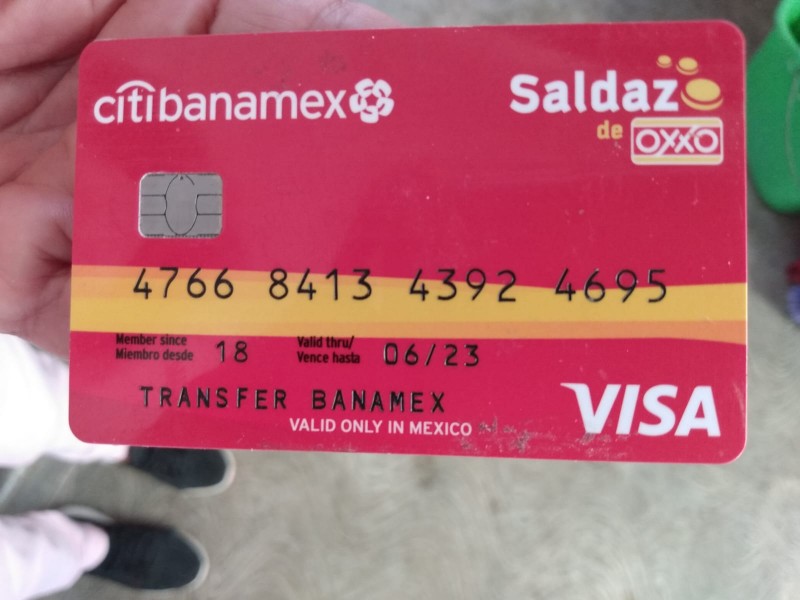 citibanamex
Saldazo
de OXXO
4766 8413 4392 4695
Member since
Miembro desde 18
Valid thru/
Vence hasta 06/23
TRANSFER BANAMEX
VALID ONLY IN MEXICO
VISA